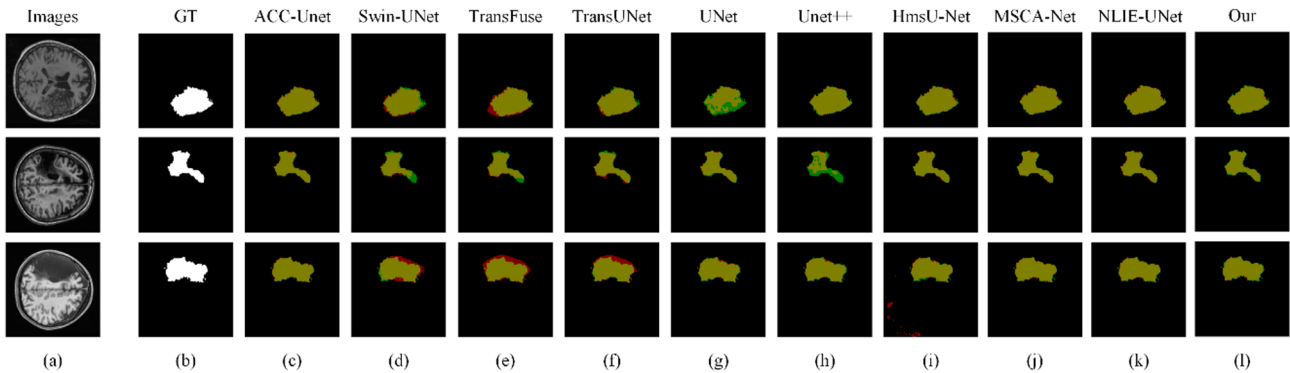 Images GT ACC-Unet Swin-UNet TransFuse TransUNet UNet Unet++ HmsU-Net MSCA-Net NLIE-UNet Our
(a) (b) (c) (d) (e) (f) (g) (h) (i) (j) (k) (l)